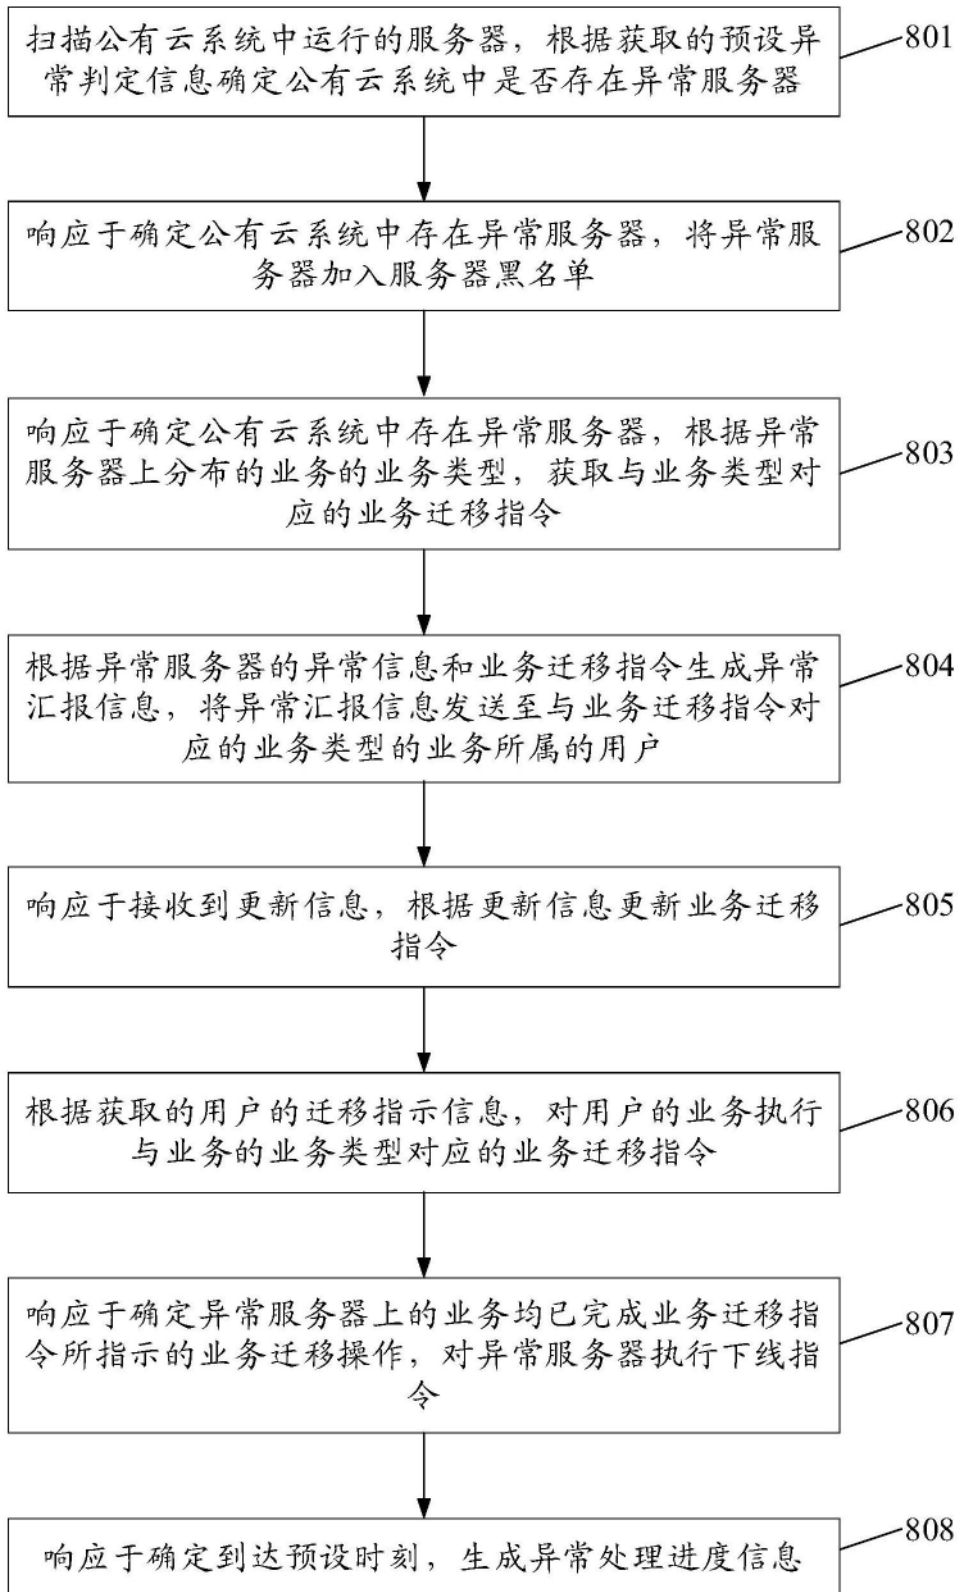 扫描公有云系统中运行的服务器，根据获取的预设异
常判定信息确定公有云系统中是否存在异常服务器
801
响应于确定公有云系统中存在异常服务器，将异常服
务器加入服务器黑名单
802
响应于确定公有云系统中存在异常服务器，根据异常
服务器上分布的业务的业务类型，获取与业务类型对
应的业务迁移指令
803
根据异常服务器的异常信息和业务迁移指令生成异常
汇报信息，将异常汇报信息发送至与业务迁移指令对
应的业务类型的业务所属的用户
804
响应于接收到更新信息，根据更新信息更新业务迁移
指令
805
根据获取的用户的迁移指示信息，对用户的业务执行
与业务的业务类型对应的业务迁移指令
806
响应于确定异常服务器上的业务均已完成业务迁移指
令所指示的业务迁移操作，对异常服务器执行下线指
令
807
响应于确定到达预设时刻，生成异常处理进度信息
808